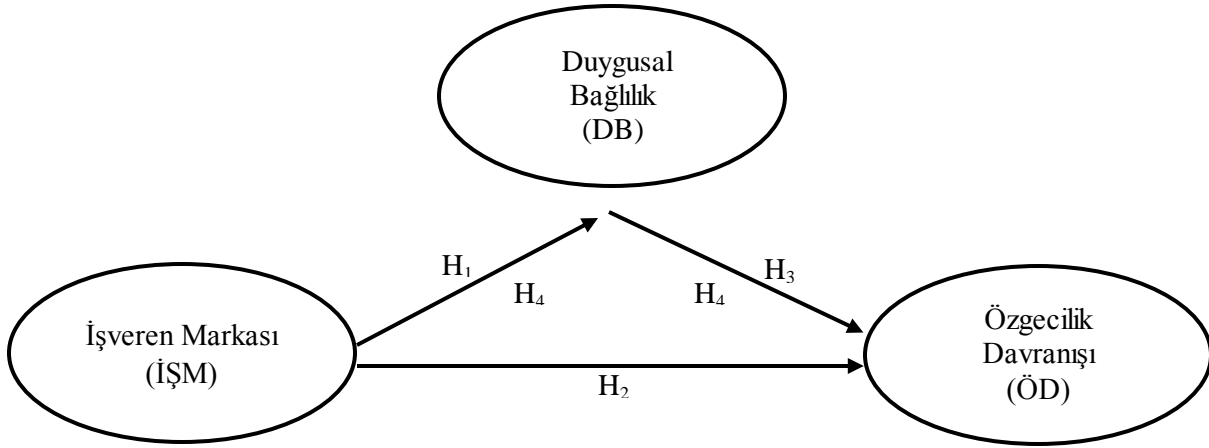 Duygusal
Bağlılık
(DB)
H₁
H₄
H₄
H₃
İşveren Markası
(İŞM)
H₂
Özgecilik
Davranışı
(ÖD)